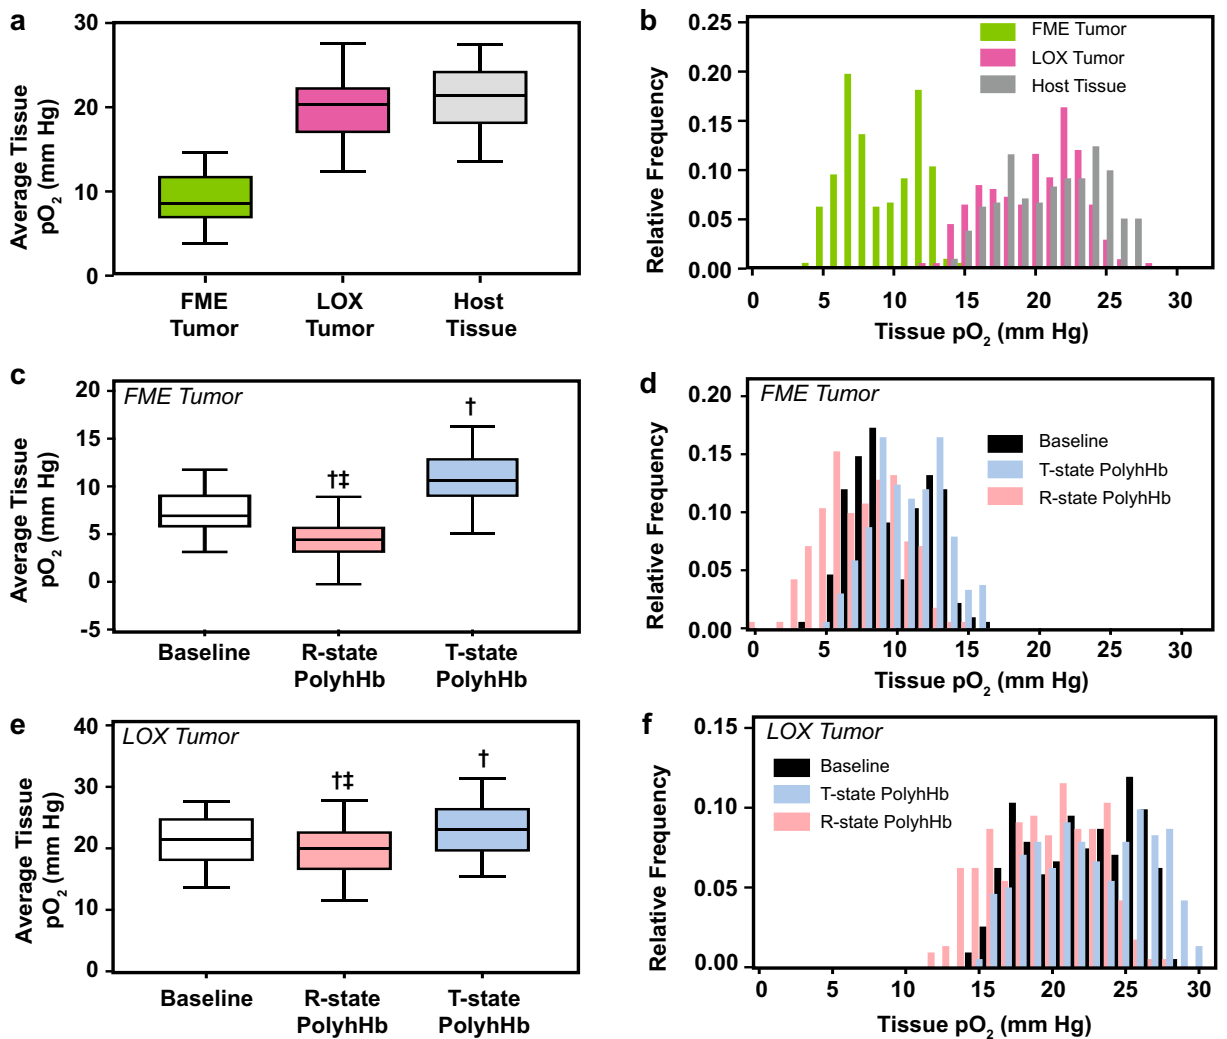 a
Average Tissue
pO2 (mm Hg)
30
20
10
0
FME
Tumor
LOX
Tumor
Host
Tissue
b
Relative Frequency
0.25
0.20
0.15
0.10
0.05
0.00
FME Tumor
LOX Tumor
Host Tissue
0 5 10 15 20 25 30
Tissue pO2 (mm Hg)
c
Average Tissue
pO2 (mm Hg)
20
15
10
5
0
-5
FME Tumor
†‡
†
Baseline
R-state
PolyhHb
T-state
PolyhHb
d
Relative Frequency
0.20
0.15
0.10
0.05
0.00
FME Tumor
Baseline
T-state PolyhHb
R-state PolyhHb
0 5 10 15 20 25 30
Tissue pO2 (mm Hg)
e
Average Tissue
pO2 (mm Hg)
40
30
20
10
0
LOX Tumor
†‡
†
Baseline
R-state
PolyhHb
T-state
PolyhHb
f
Relative Frequency
0.15
0.10
0.05
0.00
LOX Tumor
Baseline
T-state PolyhHb
R-state PolyhHb
0 5 10 15 20 25 30
Tissue pO2 (mm Hg)